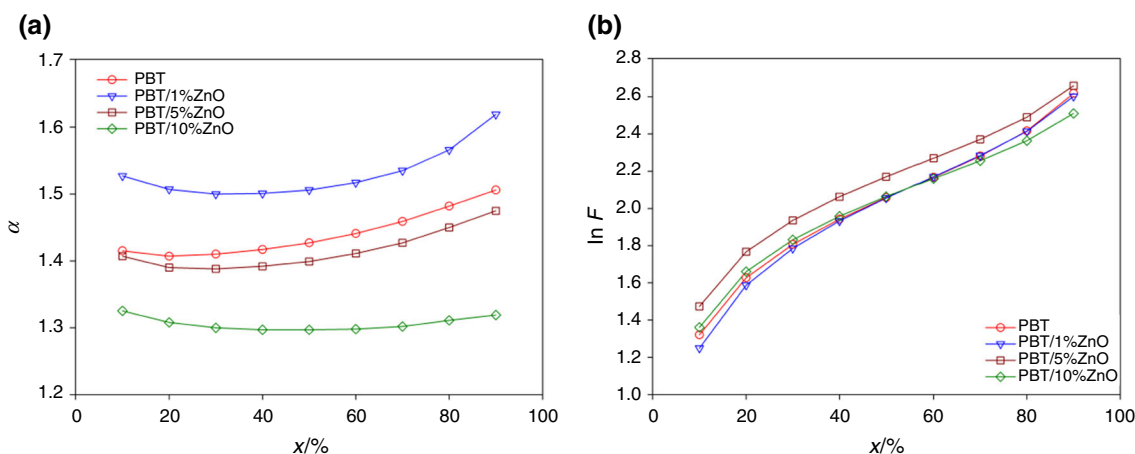 (a)
1.7
1.6
1.5
1.4
1.3
1.2
α
PBT
PBT/1%ZnO
PBT/5%ZnO
PBT/10%ZnO
0 20 40 60 80 100
x/%
(b)
2.8
2.6
2.4
2.2
2.0
1.8
1.6
1.4
1.2
1.0
ln F
PBT
PBT/1%ZnO
PBT/5%ZnO
PBT/10%ZnO
0 20 40 60 80 100
x/%